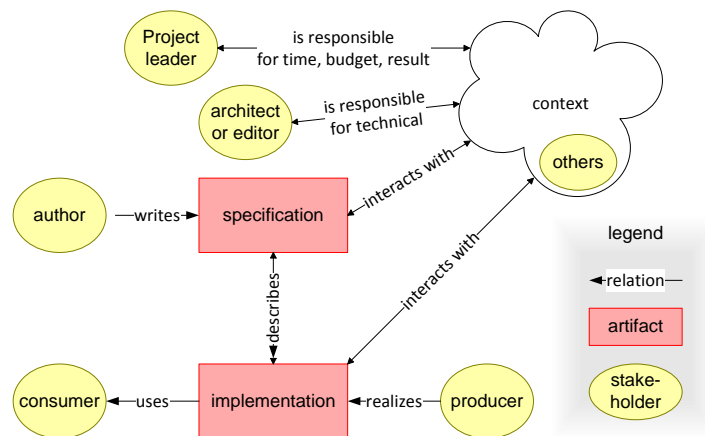 Project
leader
is responsible
for time, budget, result
architect
or editor
is responsible
for technical
context
others
author
writes
specification
interacts with
interacts with
describes
legend
relation
artifact
stake-
holder
consumer
uses
implementation
realizes
producer